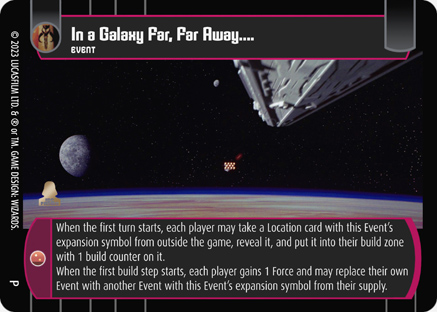 In a Galaxy Far, Far Away....
EVENT
When the first turn starts, each player may take a Location card with this Event's
expansion symbol from outside the game, reveal it, and put it into their build zone
with 1 build counter on it.
When the first build step starts, each player gains 1 Force and may replace their own
Event with another Event with this Event's expansion symbol from their supply.
© 2023 LUCASFILM LTD. & ® or TM. GAME DESIGN: WIZARDS.
P